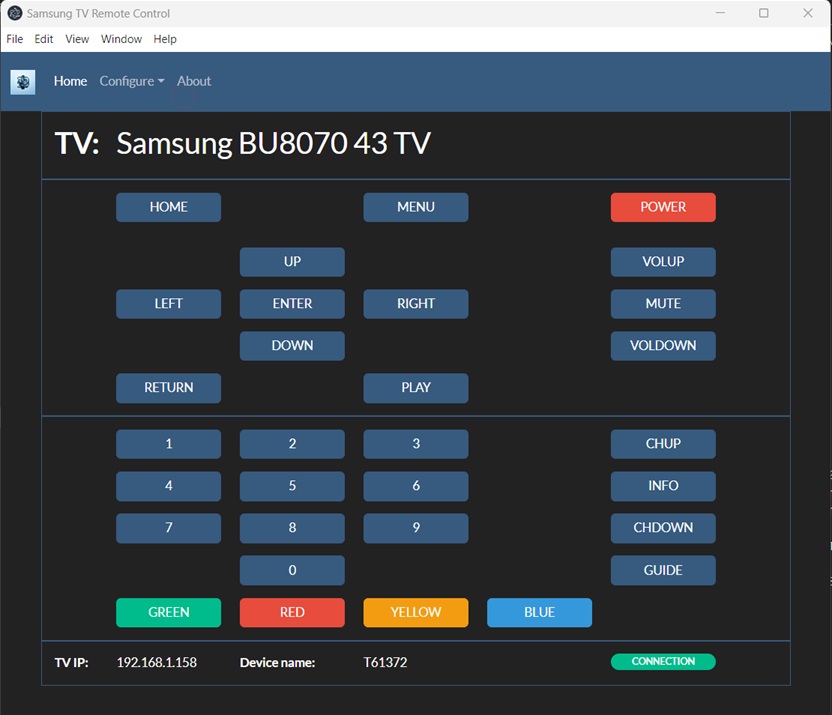 Samsung TV Remote Control
File Edit View Window Help
Home Configure About
TV: Samsung BU8070 43 TV
HOME MENU POWER
UP VOLUP
LEFT ENTER RIGHT MUTE
DOWN VOLDOWN
RETURN PLAY
1 2 3 CHUP
4 5 6 INFO
7 8 9 CHDOWN
0 GUIDE
GREEN RED YELLOW BLUE
TV IP: 192.168.1.158 Device name: T61372 CONNECTION